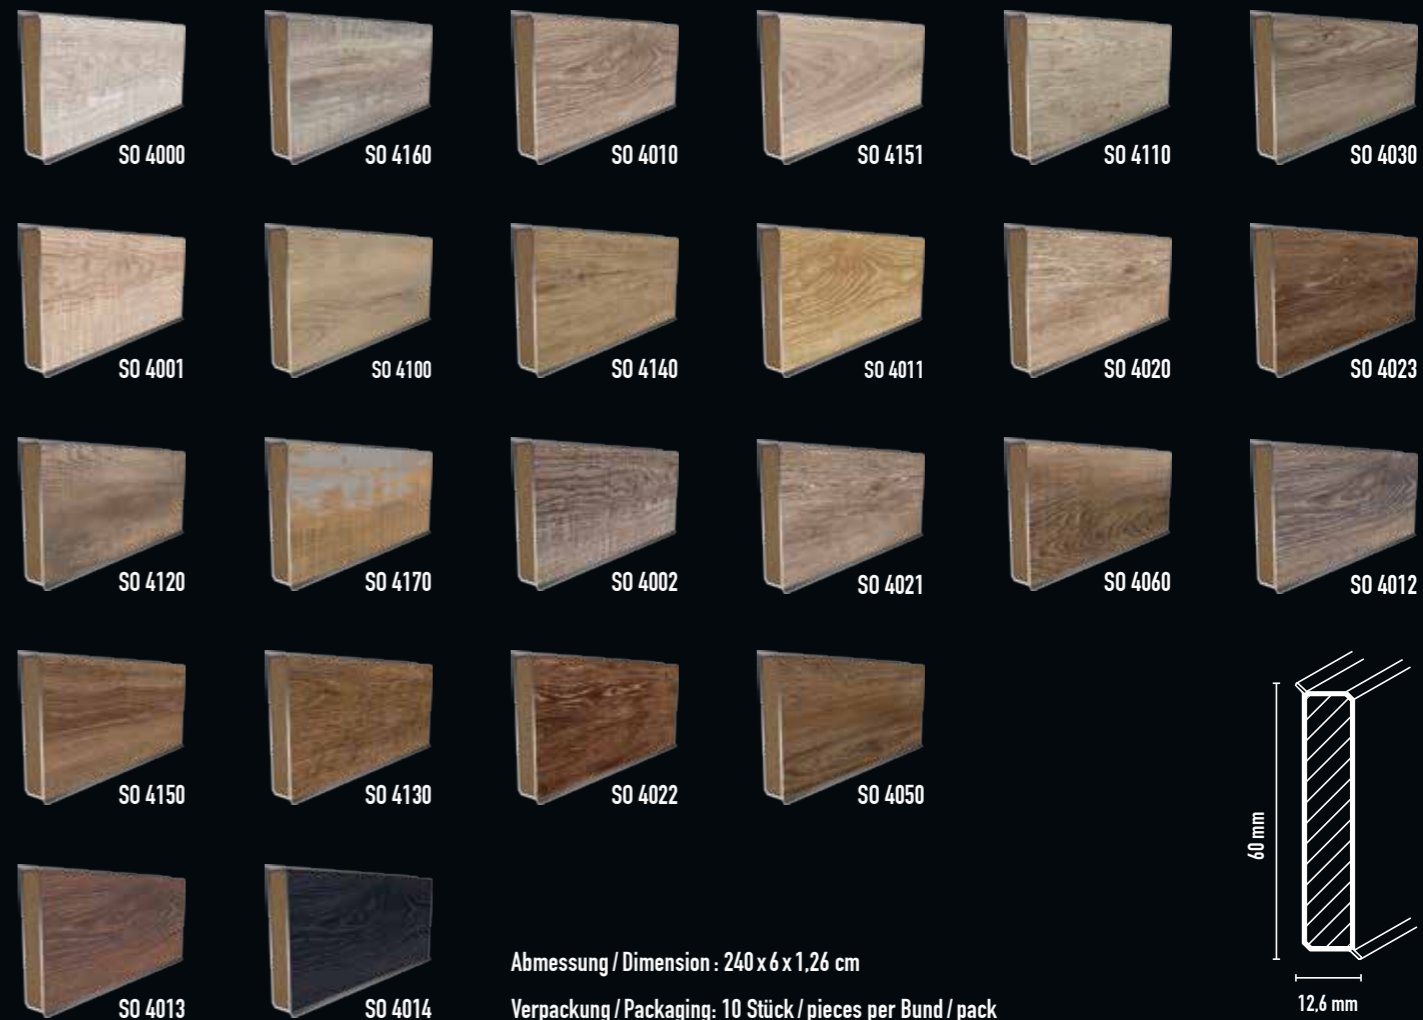 SO 4000
SO 4160
SO 4010
SO 4151
SO 4110
SO 4030
SO 4001
SO 4100
SO 4140
SO 4011
SO 4020
SO 4023
SO 4120
SO 4170
SO 4002
SO 4021
SO 4060
SO 4012
SO 4150
SO 4130
SO 4022
SO 4050
60 mm
12,6 mm
SO 4013
SO 4014
Abmessung / Dimension : 240 x 6 x 1,26 cm
Verpackung / Packaging: 10 Stück / pieces per Bund / pack